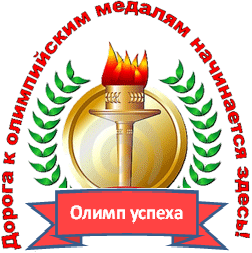 Дорога к олимпийским медалям начинается здесь!
Олимп успеха